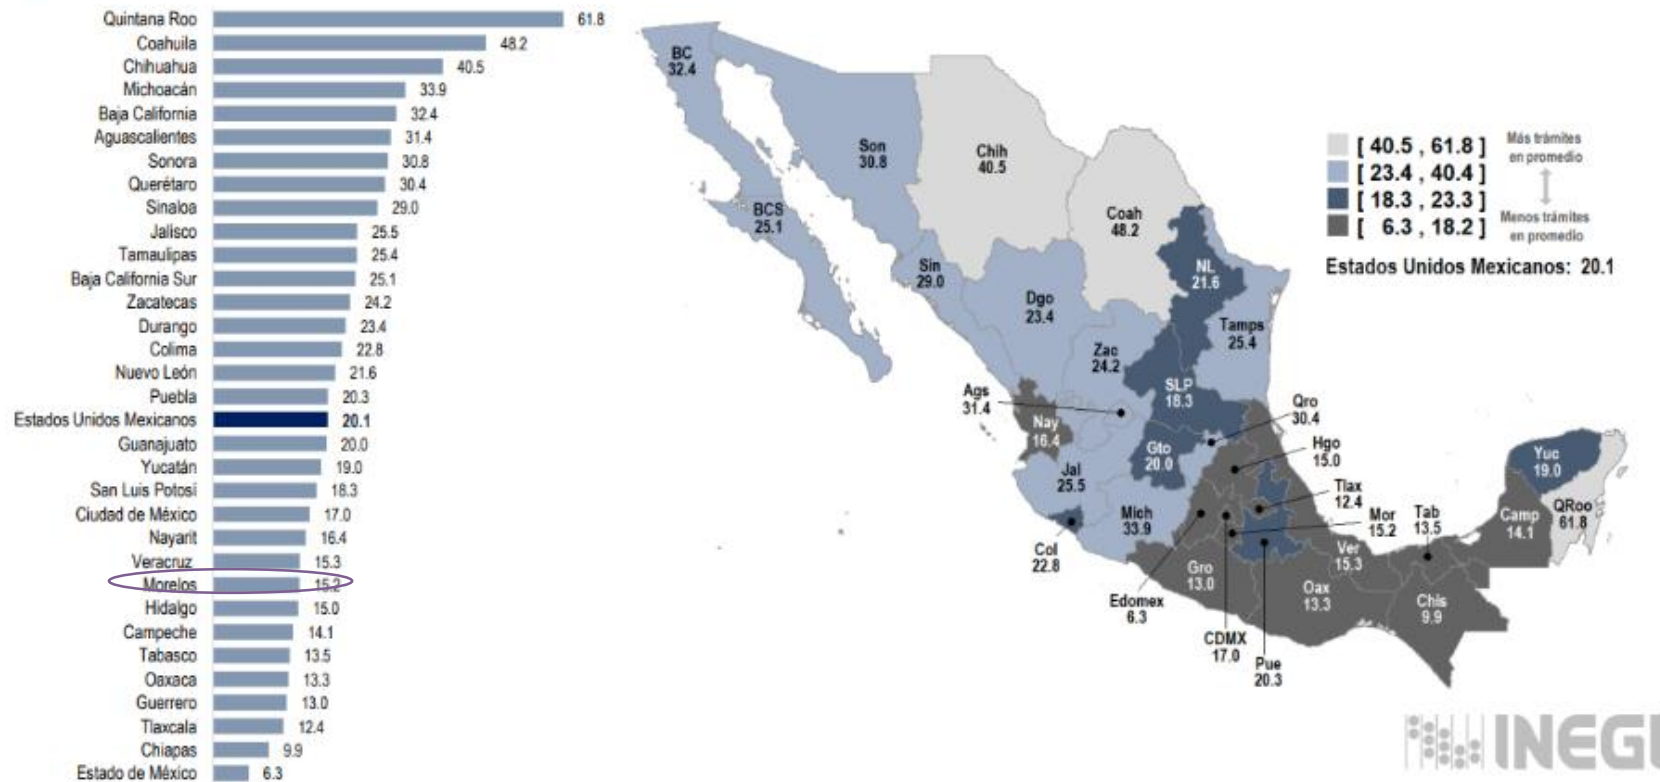 Quintana Roo 61.8
Coahuila 48.2
Chihuahua 40.5
Michoacán 33.9
Baja California 32.4
Aguascalientes 31.4
Sonora 30.8
Querétaro 30.4
Sinaloa 29.0
Jalisco 25.5
Tamaulipas 25.4
Baja California Sur 25.1
Zacatecas 24.2
Durango 23.4
Colima 22.8
Nuevo León 21.6
Puebla 20.3
Estados Unidos Mexicanos 20.1
Guanajuato 20.0
Yucatán 19.0
San Luis Potosí 18.3
Ciudad de México 17.0
Nayarit 16.4
Veracruz 15.3
Morelos 15.2
Hidalgo 15.0
Campeche 14.1
Tabasco 13.5
Oaxaca 13.3
Guerrero 13.0
Tlaxcala 12.4
Chiapas 9.9
Estado de México 6.3
BC
32.4
Son
30.8
Chih
40.5
BCS
25.1
Coah
48.2
Sin
29.0
NL
21.6
Dgo
23.4
Tamps
25.4
Zac
24.2
SLP
18.3
Ags
31.4
Qro
30.4
Nay
16.4
Gto
20.0
Hgo
15.0
Jal
25.5
Tlax
12.4
Mich
33.9
Mor
15.2
Tab
13.5
Yuc
19.0
Camp
14.1
QRoo
61.8
Col
22.8
Ver
15.3
Gro
13.0
Oax
13.3
Chis
9.9
Edomex
6.3
CDMX
17.0
Pue
20.3
[ 40.5 , 61.8 ]
[ 23.4 , 40.4 ]
[ 18.3 , 23.3 ]
[ 6.3 , 18.2 ]
Más trámites
en promedio
Menos trámites
en promedio
Estados Unidos Mexicanos: 20.1
INEGI